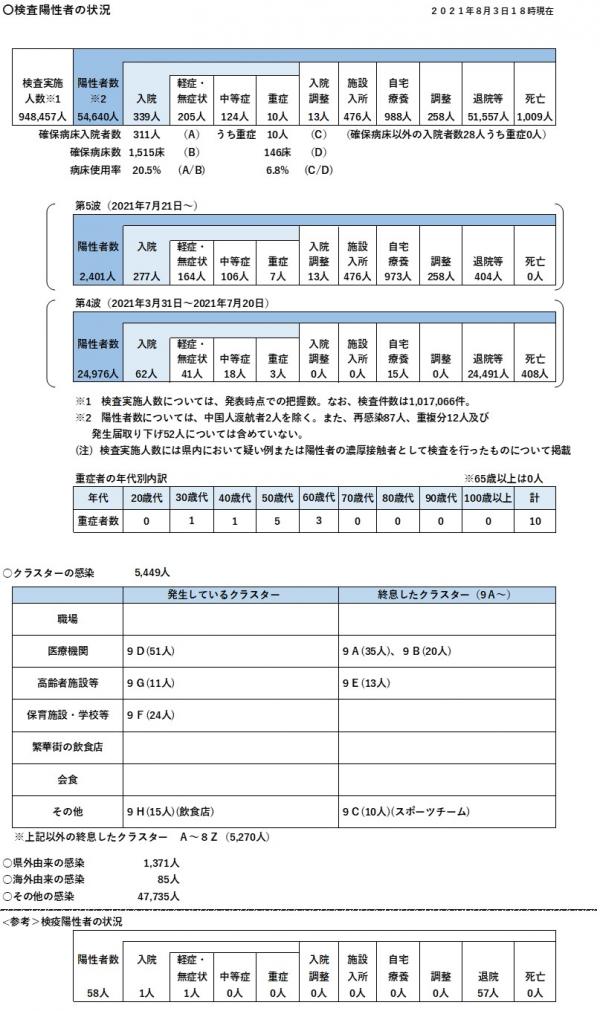 〇検査陽性者の状況 2021年8月3日18時現在
検査実施人数※1 陽性者数※2 入院 軽症・無症状 中等症 重症 入院調整 施設入所 自宅療養 調整 退院等 死亡
948,457人 54,640人 339人 205人 124人 10人 13人 476人 988人 258人 51,557人 1,009人
確保病床入院者数 311人 (A) うち重症 10人 (C) (確保病床以外の入院者数28人うち重症0人)
確保病床数 1,515床 (B) 146床 (D)
病床使用率 20.5% (A/B) 6.8% (C/D)
第5波(2021年7月21日~)
陽性者数 入院 軽症・無症状 中等症 重症 入院調整 施設入所 自宅療養 調整 退院等 死亡
2,401人 277人 164人 106人 7人 13人 476人 973人 258人 404人 0人
第4波(2021年3月31日~2021年7月20日)
陽性者数 入院 軽症・無症状 中等症 重症 入院調整 施設入所 自宅療養 調整 退院等 死亡
24,976人 62人 41人 18人 3人 0人 0人 15人 0人 24,491人 408人
※1 検査実施人数については、発表時点での把握数。なお、検査件数は1,017,066件。
※2 陽性者数については、中国人渡航者2人を除く。また、再感染87人、重複分12人及び
発生届取り下げ52人については含めていない。
(注)検査実施人数には県内において疑い例または陽性者の濃厚接触者として検査を行ったものについて掲載
重症者の年代別内訳 ※65歳以上は0人
年代 20歳代 30歳代 40歳代 50歳代 60歳代 70歳代 80歳代 90歳代 100歳以上 計
重症者数 0 1 1 5 3 0 0 0 0 10
〇クラスターの感染 5,449人
発生しているクラスター 終息したクラスター(9A~)
職場
医療機関 9D(51人) 9A(35人)、9B(20人)
高齢者施設等 9G(11人) 9E(13人)
保育施設・学校等 9F(24人)
繁華街の飲食店
会食
その他 9H(15人)(飲食店) 9C(10人)(スポーツチーム)
※上記以外の終息したクラスター A~8Z(5,270人)
〇県外由来の感染 1,371人
〇海外由来の感染 85人
〇その他の感染 47,735人
<参考>検疫陽性者の状況
陽性者数 入院 軽症・無症状 中等症 重症 入院調整 施設入所 自宅療養 調整 退院 死亡
58人 1人 1人 0人 0人 0人 0人 0人 0人 57人 0人